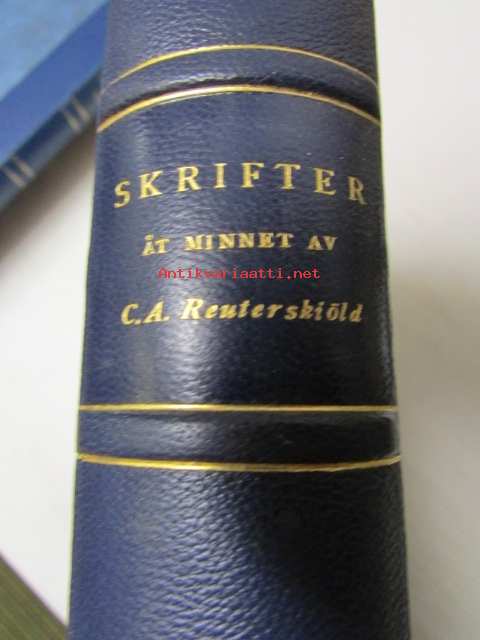 SKRIFTER
ÅT MINNET AV
Antikvariaatti.net
C.A. Reuterskiöld